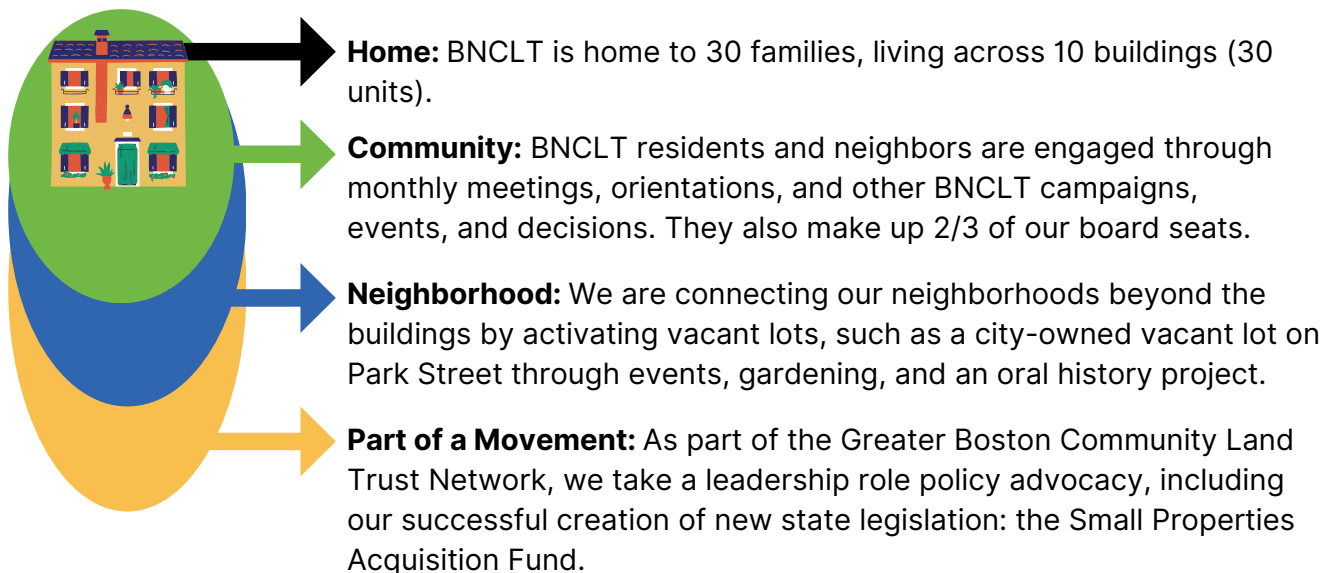 Home: BNCLT is home to 30 families, living across 10 buildings (30
units).
Community: BNCLT residents and neighbors are engaged through
monthly meetings, orientations, and other BNCLT campaigns,
events, and decisions. They also make up 2/3 of our board seats.
Neighborhood: We are connecting our neighborhoods beyond the
buildings by activating vacant lots, such as a city-owned vacant lot on
Park Street through events, gardening, and an oral history project.
Part of a Movement: As part of the Greater Boston Community Land
Trust Network, we take a leadership role policy advocacy, including
our successful creation of new state legislation: the Small Properties
Acquisition Fund.